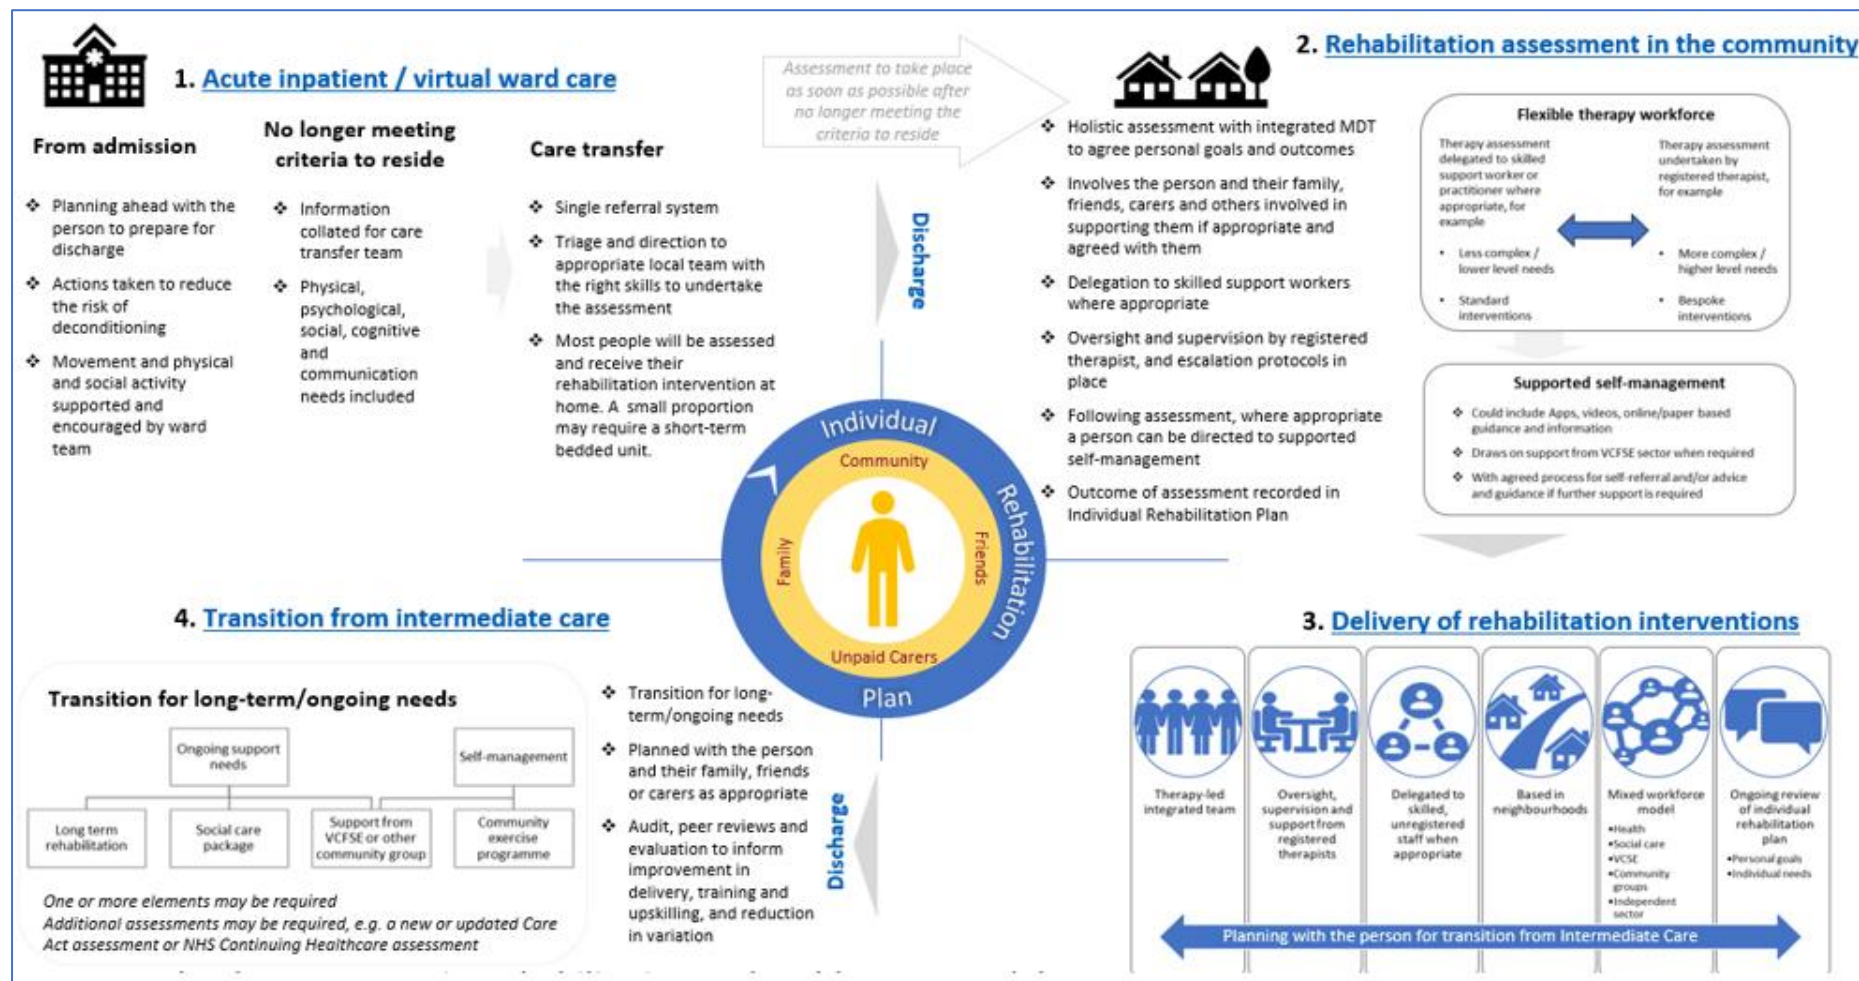 1. Acute inpatient / virtual ward care
From admission
❖ Planning ahead with the
person to prepare for
discharge
❖ Actions taken to reduce
the risk of
deconditioning
❖ Movement and physical
and social activity
supported and
encouraged by ward
team
No longer meeting
criteria to reside
❖ Information
collated for care
transfer team
❖ Physical,
psychological,
social, cognitive
and
communication
needs included
Care transfer
❖ Single referral system
❖ Triage and direction to
appropriate local team with
the right skills to undertake
the assessment
❖ Most people will be assessed
and receive their
rehabilitation intervention at
home. A small proportion
may require a short-term
bedded unit.
Assessment to take place
as soon as possible after
no longer meeting the
criteria to reside
Discharge
2. Rehabilitation assessment in the community
❖ Holistic assessment with integrated MDT
to agree personal goals and outcomes
❖ Involves the person and their family,
friends, carers and others involved in
supporting them if appropriate and
agreed with them
❖ Delegation to skilled support workers
where appropriate
❖ Oversight and supervision by registered
therapist, and escalation protocols in
place
❖ Following assessment, where appropriate
a person can be directed to supported
self-management
❖ Outcome of assessment recorded in
Individual Rehabilitation Plan
Flexible therapy workforce
Therapy assessment
delegated to skilled
support worker or
practitioner where
appropriate, for
example
• Less complex /
lower level needs
• Standard
interventions
Therapy assessment
undertaken by
registered therapist,
for example
• More complex /
higher level needs
• Bespoke
interventions
Supported self-management
❖ Could include Apps, videos, online/paper based
guidance and information
❖ Draws on support from VCFSE sector when required
❖ With agreed process for self-referral and/or advice
and guidance if further support is required
Individual
Rehabilitation
Plan
Community
Family
Friends
Unpaid Carers
3. Delivery of rehabilitation interventions
Therapy-led
integrated team
Oversight,
supervision and
support from
registered
therapists
Delegated to
skilled,
unregistered
staff when
appropriate
Based in
neighbourhoods
Mixed workforce
model
▪Health
▪Social care
▪VCSE
▪Community
groups
▪Independent
sector
Ongoing review
of individual
rehabilitation
plan
▪Personal goals
▪Individual needs
Planning with the person for transition from Intermediate Care
4. Transition from intermediate care
Transition for long-term/ongoing needs
Ongoing support
needs
Self-management
Long term
rehabilitation
Social care
package
Support from
VCFSE or other
community group
Community
exercise
programme
One or more elements may be required
Additional assessments may be required, e.g. a new or updated Care
Act assessment or NHS Continuing Healthcare assessment
❖ Transition for long-
term/ongoing needs
❖ Planned with the person
and their family, friends
or carers as appropriate
❖ Audit, peer reviews and
evaluation to inform
improvement in
delivery, training and
upskilling, and reduction
in variation
Discharge